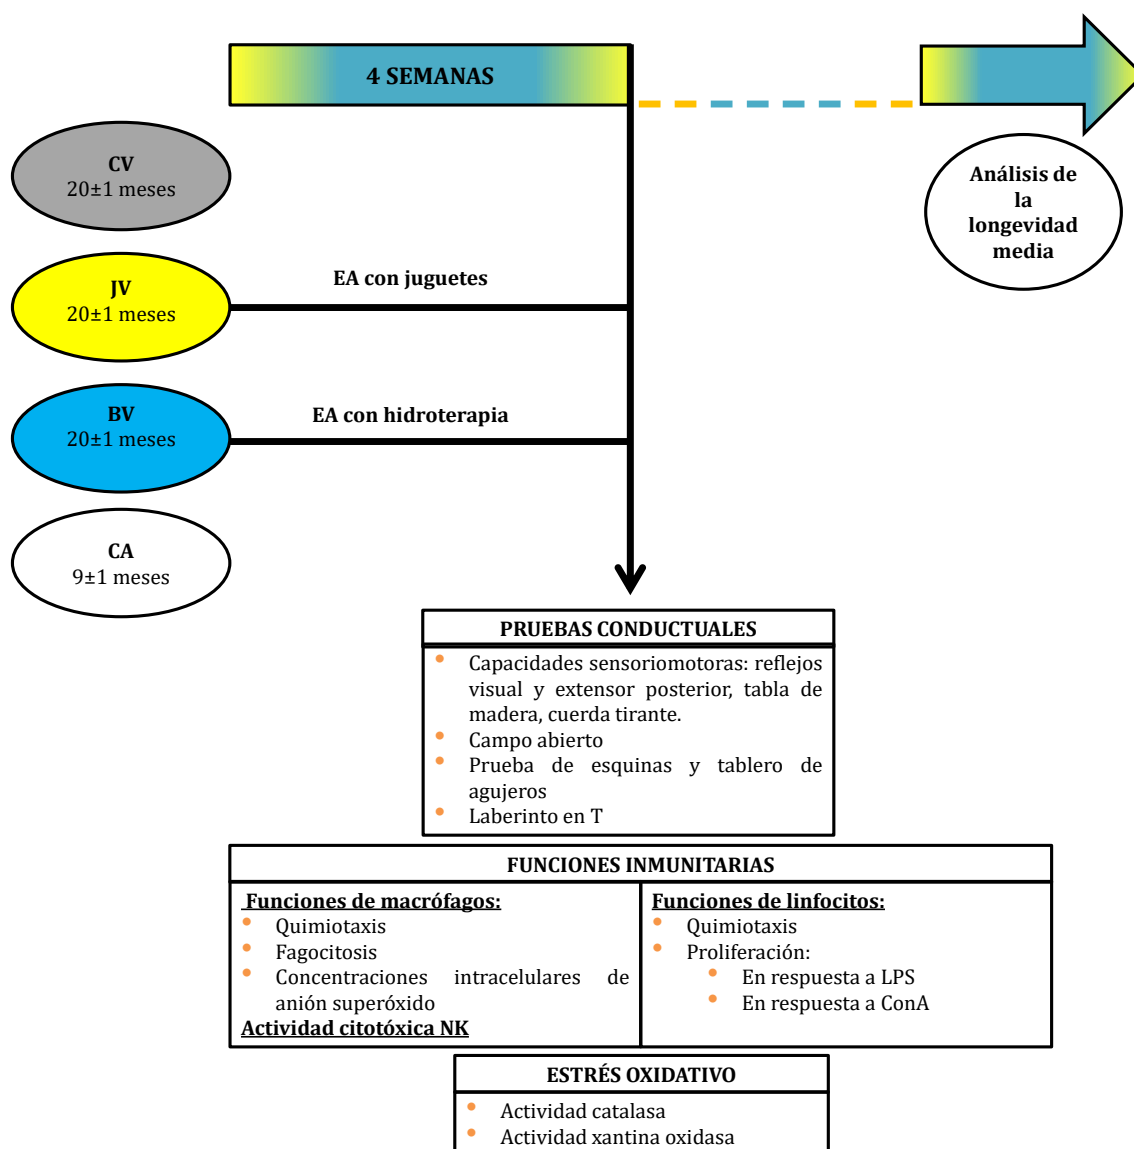 4 SEMANAS
CV
20±1 meses
Análisis de
la
longevidad
media
JV
20±1 meses
EA con juguetes
BV
20±1 meses
EA con hidroterapia
CA
9±1 meses
PRUEBAS CONDUCTUALES
• Capacidades sensoriomotoras: reflejos
visual y extensor posterior, tabla de
madera, cuerda tirante.
• Campo abierto
• Prueba de esquinas y tablero de
agujeros
• Laberinto en T
FUNCIONES INMUNITARIAS
Funciones de macrófagos:
• Quimiotaxis
• Fagocitosis
• Concentraciones intracelulares de
anión superóxido
Actividad citotóxica NK
Funciones de linfocitos:
• Quimiotaxis
• Proliferación:
• En respuesta a LPS
• En respuesta a ConA
ESTRÉS OXIDATIVO
• Actividad catalasa
• Actividad xantina oxidasa